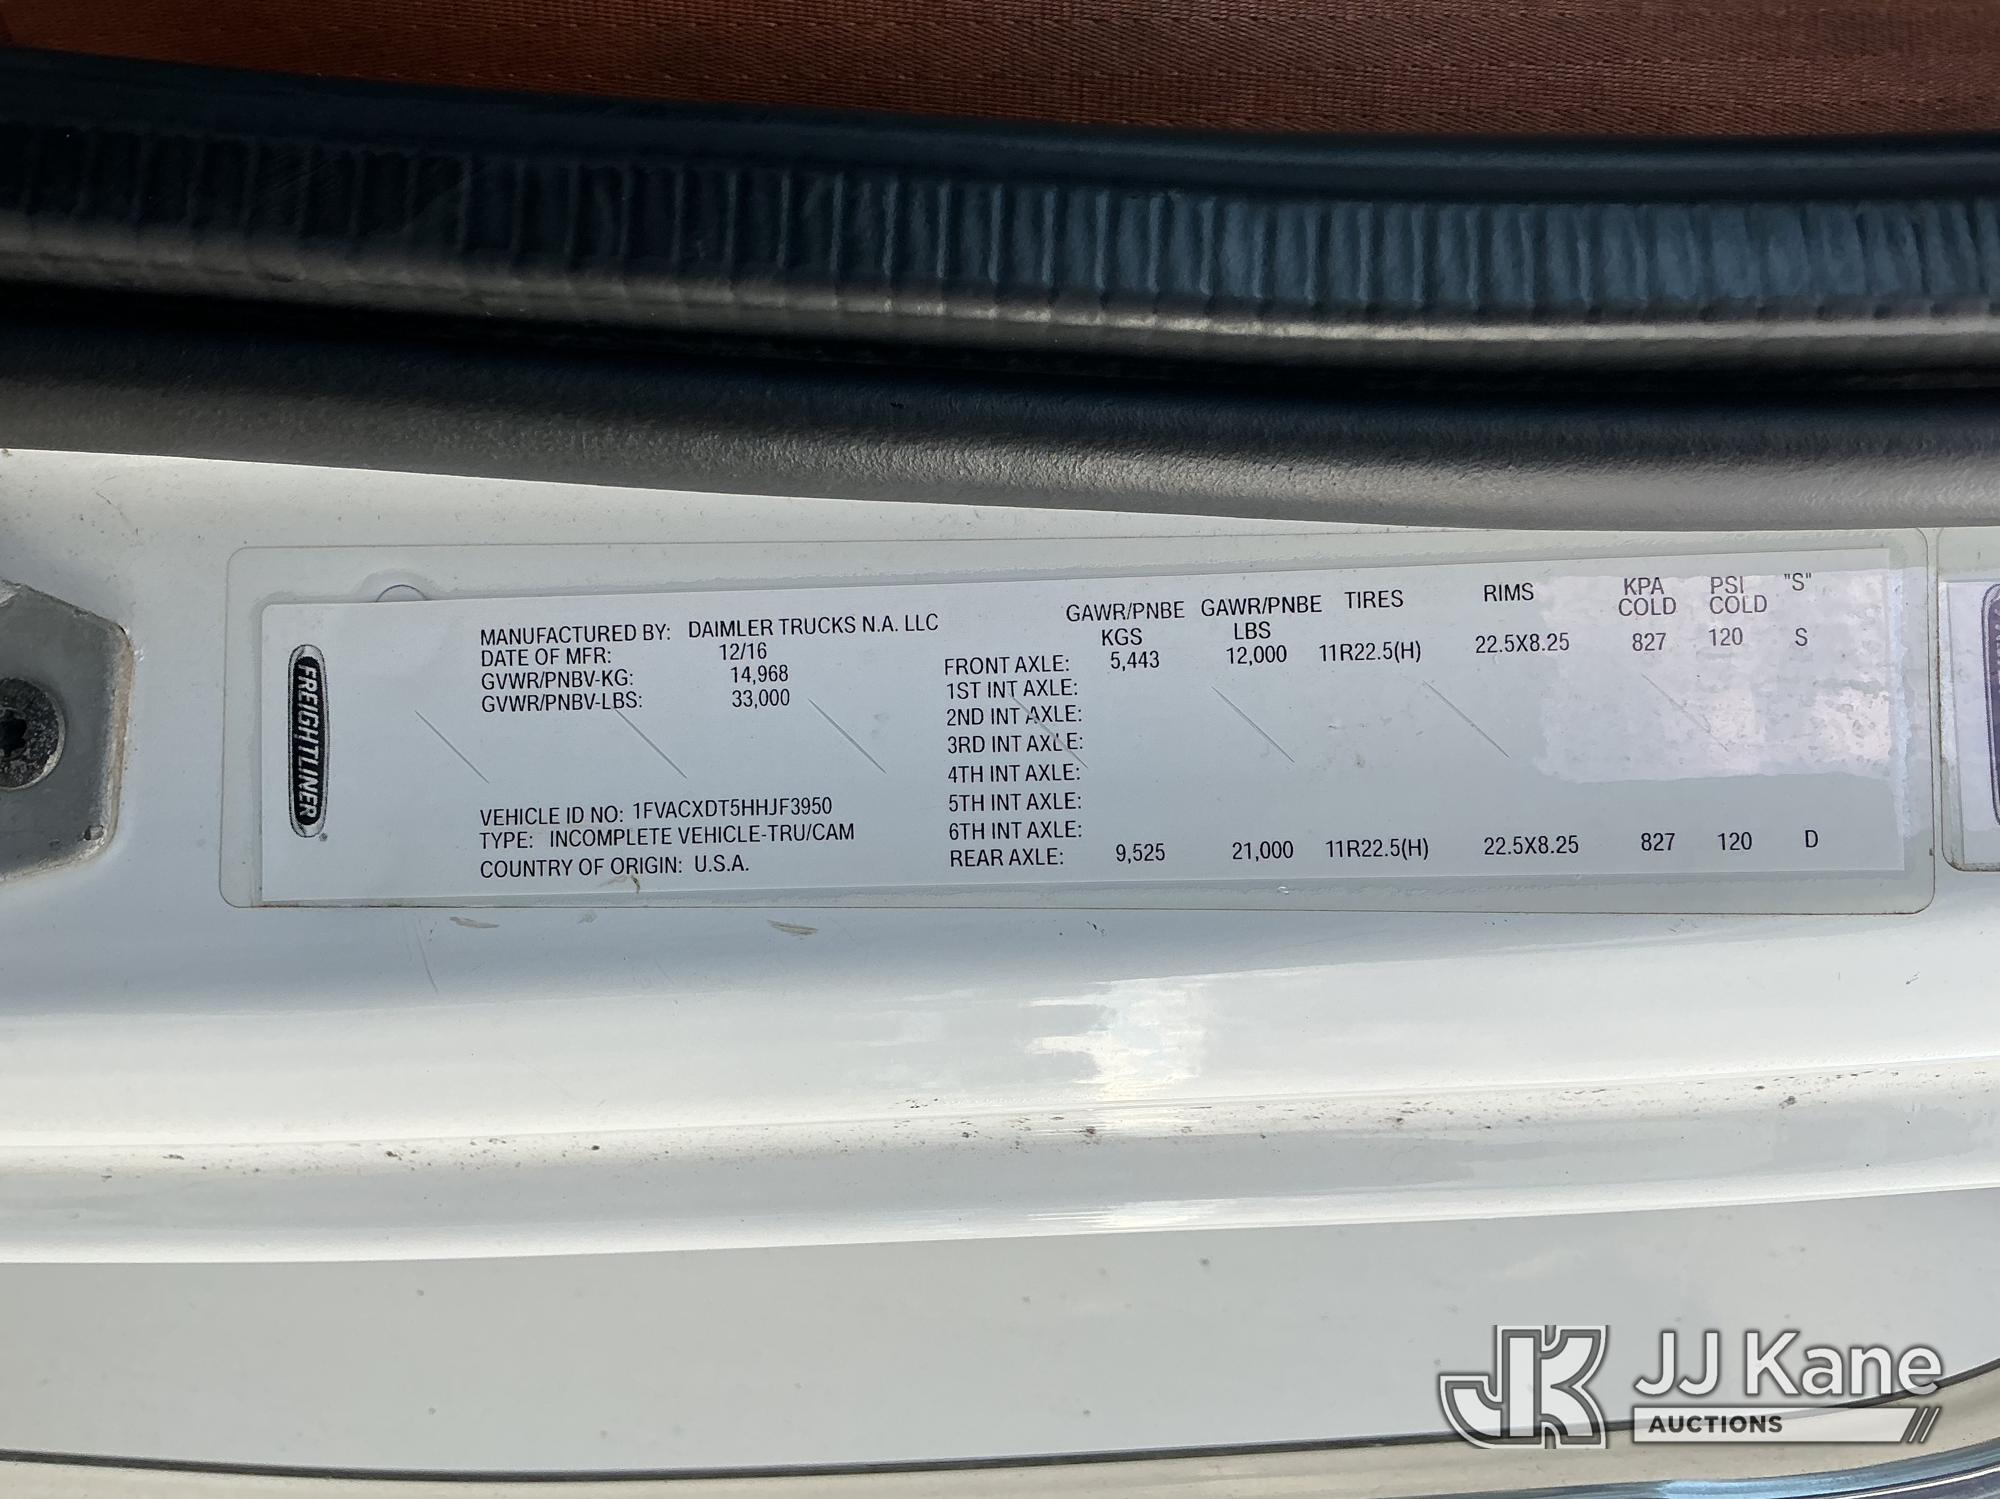 FREIGHTLINER
MANUFACTURED BY: DAIMLER TRUCKS N.A. LLC
DATE OF MFR: 12/16
GVWR/PNBV-KG: 14,968
GVWR/PNBV-LBS: 33,000
VEHICLE ID NO: 1FVACXDT5HHJF3950
TYPE: INCOMPLETE VEHICLE-TRU/CAM
COUNTRY OF ORIGIN: U.S.A.
GAWR/PNBE GAWR/PNBE TIRES RIMS KPA PSI "S"
KGS LBS COLD COLD
FRONT AXLE: 5,443 12,000 11R22.5(H) 22.5X8.25 827 120 S
1ST INT AXLE:
2ND INT AXLE:
3RD INT AXLE:
4TH INT AXLE:
5TH INT AXLE:
6TH INT AXLE:
REAR AXLE: 9,525 21,000 11R22.5(H) 22.5X8.25 827 120 D
JK JJ Kane
AUCTIONS